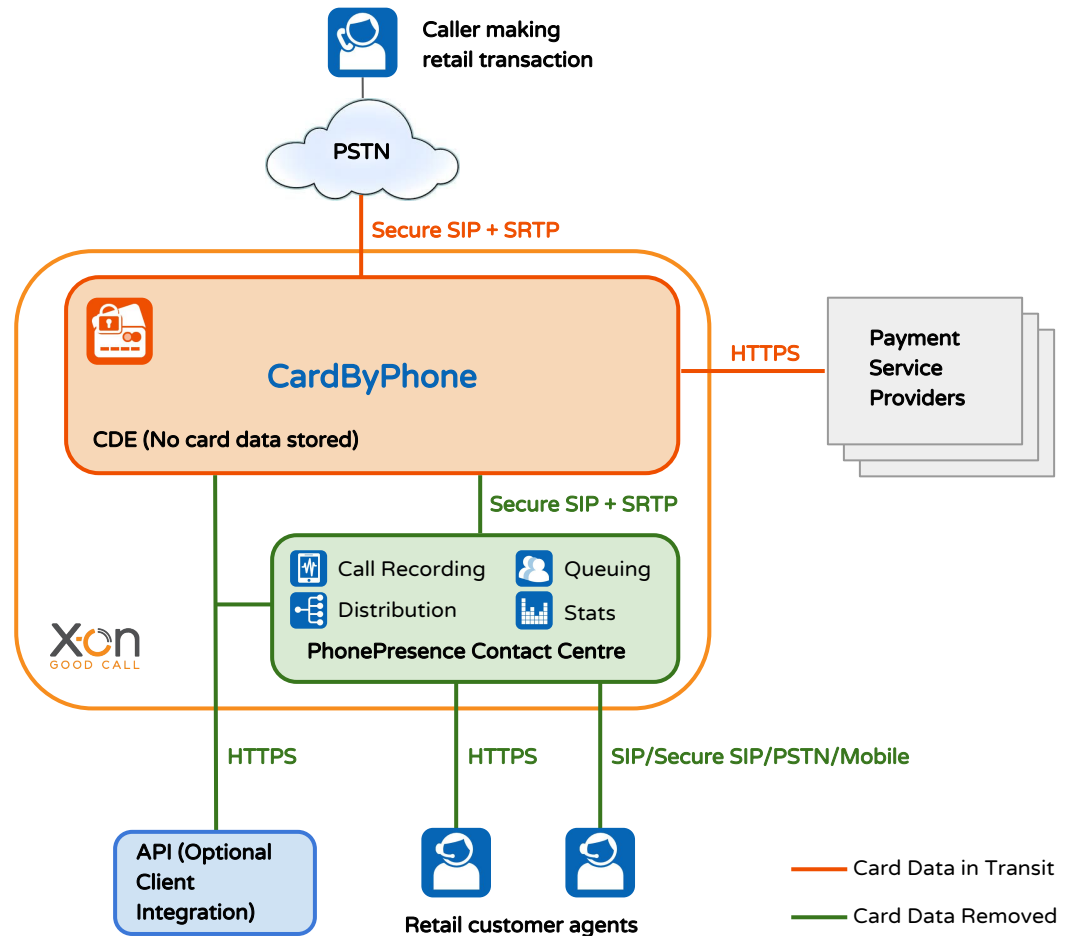 Caller making
retail transaction
PSTN
Secure SIP + SRTP
CardByPhone
CDE (No card data stored)
HTTPS
Payment
Service
Providers
Secure SIP + SRTP
Call Recording
Queuing
Distribution
Stats
PhonePresence Contact Centre
X-on
GOOD CALL
HTTPS
HTTPS
SIP/Secure SIP/PSTN/Mobile
API (Optional
Client
Integration)
Retail customer agents
Card Data in Transit
Card Data Removed